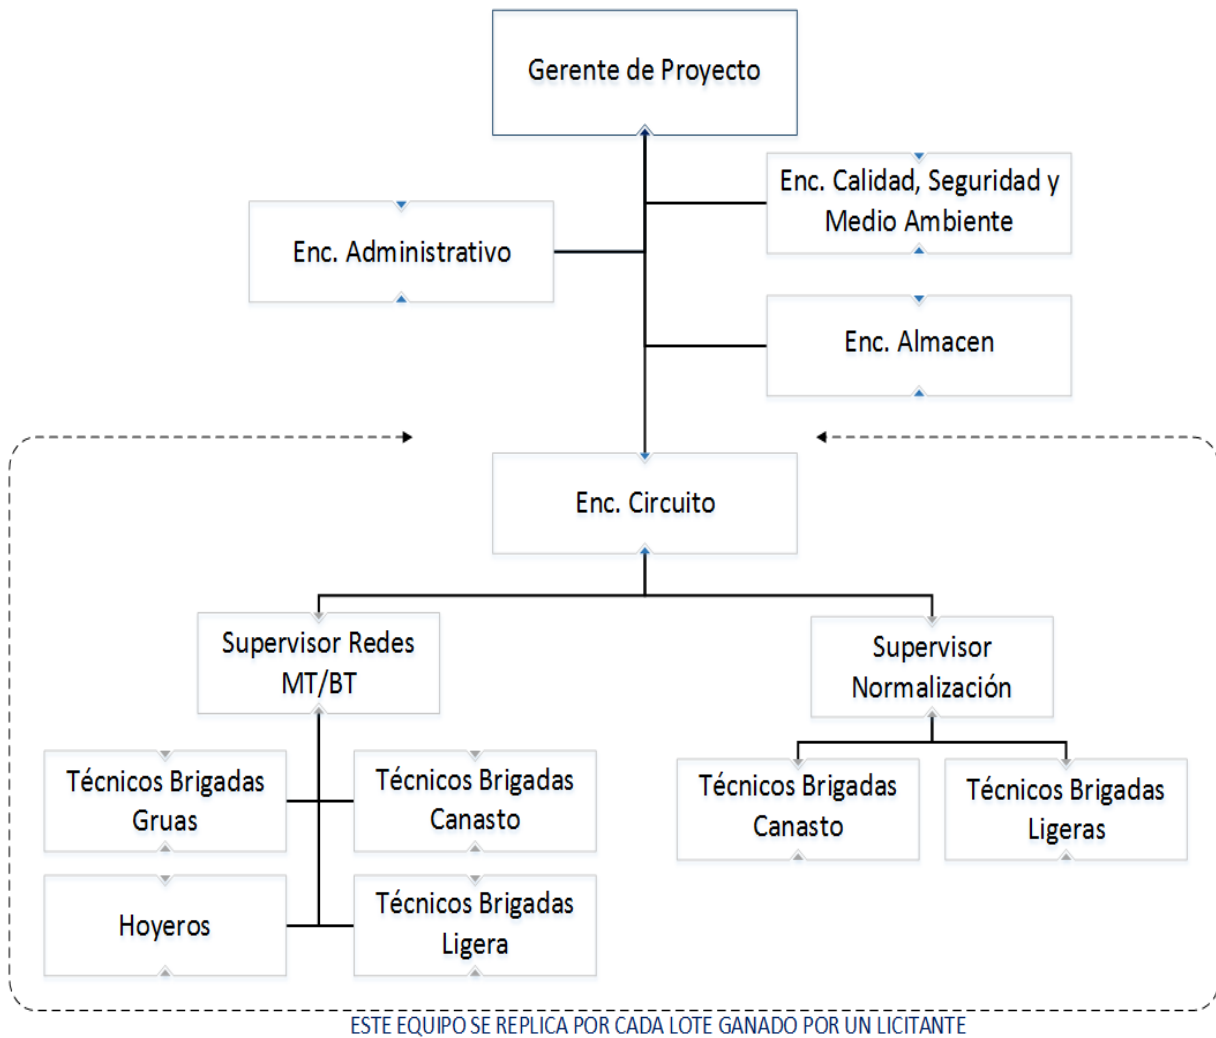 Gerente de Proyecto
Enc. Calidad, Seguridad y
Medio Ambiente
Enc. Administrativo
Enc. Almacen
Enc. Circuito
Supervisor Redes
MT/BT
Supervisor
Normalización
Técnicos Brigadas
Gruas
Técnicos Brigadas
Canasto
Técnicos Brigadas
Canasto
Técnicos Brigadas
Ligeras
Hoyeros
Técnicos Brigadas
Ligera
ESTE EQUIPO SE REPLICA POR CADA LOTE GANADO POR UN LICITANTE